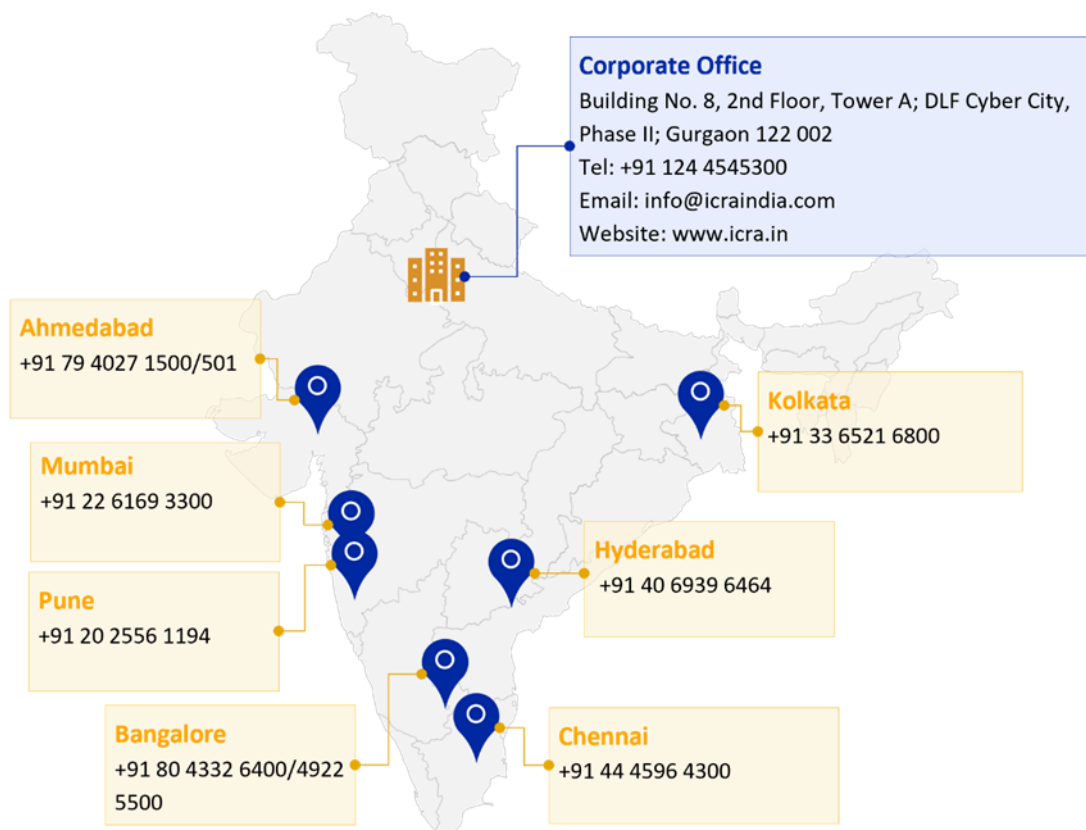 Corporate Office
Building No. 8, 2nd Floor, Tower A; DLF Cyber City,
Phase II; Gurgaon 122 002
Tel: +91 124 4545300
Email: info@icraindia.com
Website: www.icra.in
Ahmedabad
+91 79 4027 1500/501
Kolkata
+91 33 6521 6800
Mumbai
+91 22 6169 3300
Hyderabad
+91 40 6939 6464
Pune
+91 20 2556 1194
Bangalore
+91 80 4332 6400/4922
5500
Chennai
+91 44 4596 4300